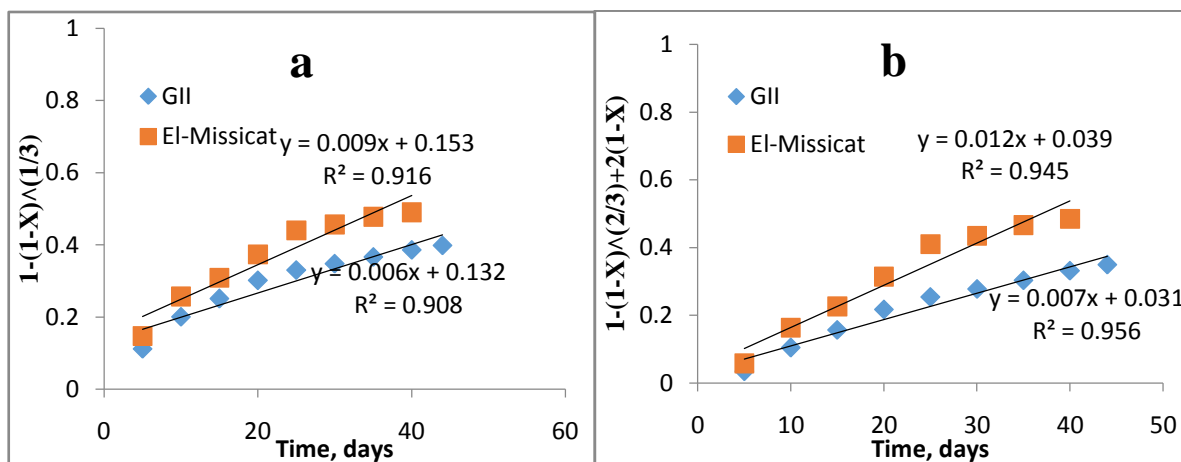 a
GII
El-Missicat
y = 0.009x + 0.153
R² = 0.916
y = 0.006x + 0.132
R² = 0.908
1-(1-X)^(1/3)
1
0.8
0.6
0.4
0.2
0
0 20 40 60
Time, days
b
GII
El-Missicat
y = 0.012x + 0.039
R² = 0.945
y = 0.007x + 0.031
R² = 0.956
1-(1-X)^(2/3)+2(1-X)
1
0.8
0.6
0.4
0.2
0
0 10 20 30 40 50
Time, days